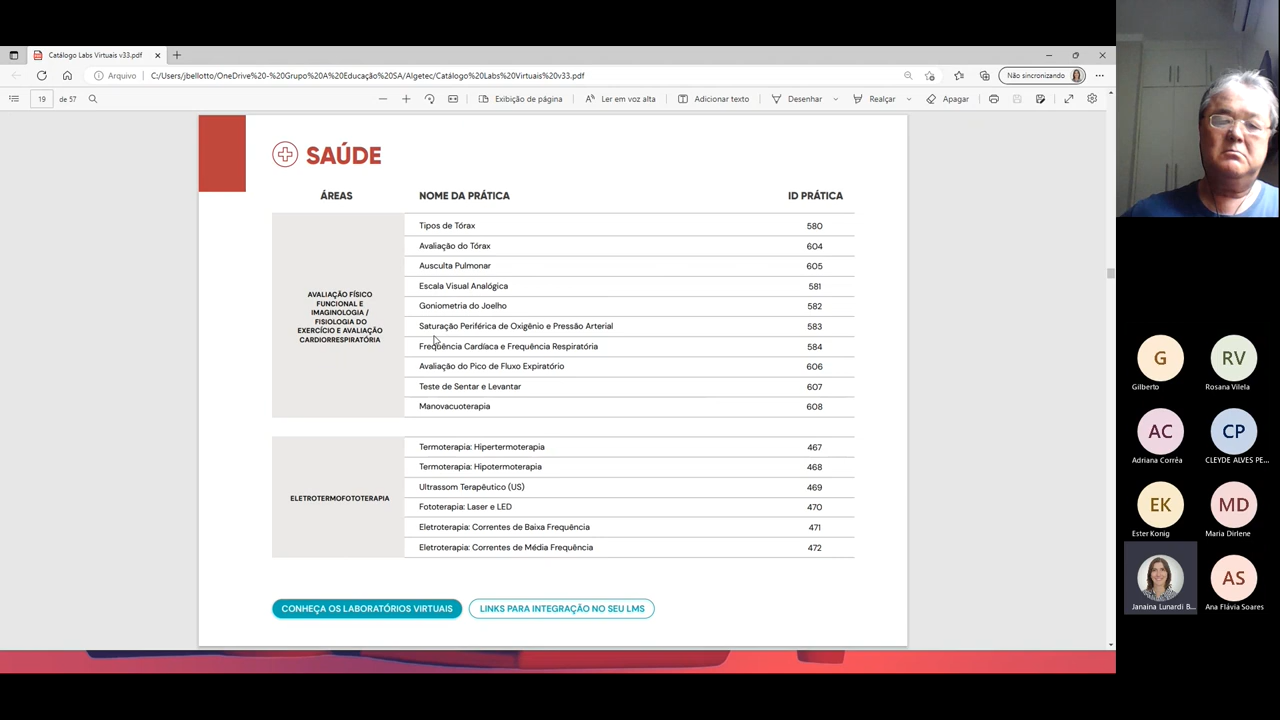 Catálogo Labs Virtuais v33.pdf
Arquivo
C:/Users/jbellotto/OneDrive%20-%20Grupo%20A%20Educação%20SA/Algetec/Catálogo%20Labs%20Virtuais%20v33.pdf
Não sincronizando
19 de 57
Exibição de página
Ler em voz alta
Adicionar texto
Desenhar
Realçar
Apagar
SAÚDE
ÁREAS NOME DA PRÁTICA ID PRÁTICA
AVALIAÇÃO FÍSICO
FUNCIONAL E
IMAGINOLOGIA /
FISIOLOGIA DO
EXERCÍCIO E AVALIAÇÃO
CARDIORRESPIRATÓRIA
Tipos de Tórax 580
Avaliação do Tórax 604
Ausculta Pulmonar 605
Escala Visual Analógica 581
Goniometria do Joelho 582
Saturação Periférica de Oxigênio e Pressão Arterial 583
Frequência Cardíaca e Frequência Respiratória 584
Avaliação do Pico de Fluxo Expiratório 606
Teste de Sentar e Levantar 607
Manovacuoterapia 608
ELETROTERMOFOTOTERAPIA
Termoterapia: Hipertermoterapia 467
Termoterapia: Hipotermoterapia 468
Ultrassom Terapêutico (US) 469
Fototerapia: Laser e LED 470
Eletroterapia: Correntes de Baixa Frequência 471
Eletroterapia: Correntes de Média Frequência 472
CONHEÇA OS LABORATÓRIOS VIRTUAIS
LINKS PARA INTEGRAÇÃO NO SEU LMS
G RV
Gilberto Rosana Vilela
AC CP
Adriana Corrêa CLEYDE ALVES PE...
EK MD
Ester Konig Maria Dirlene
AS
Janaina Lunardi B... Ana Flávia Soares